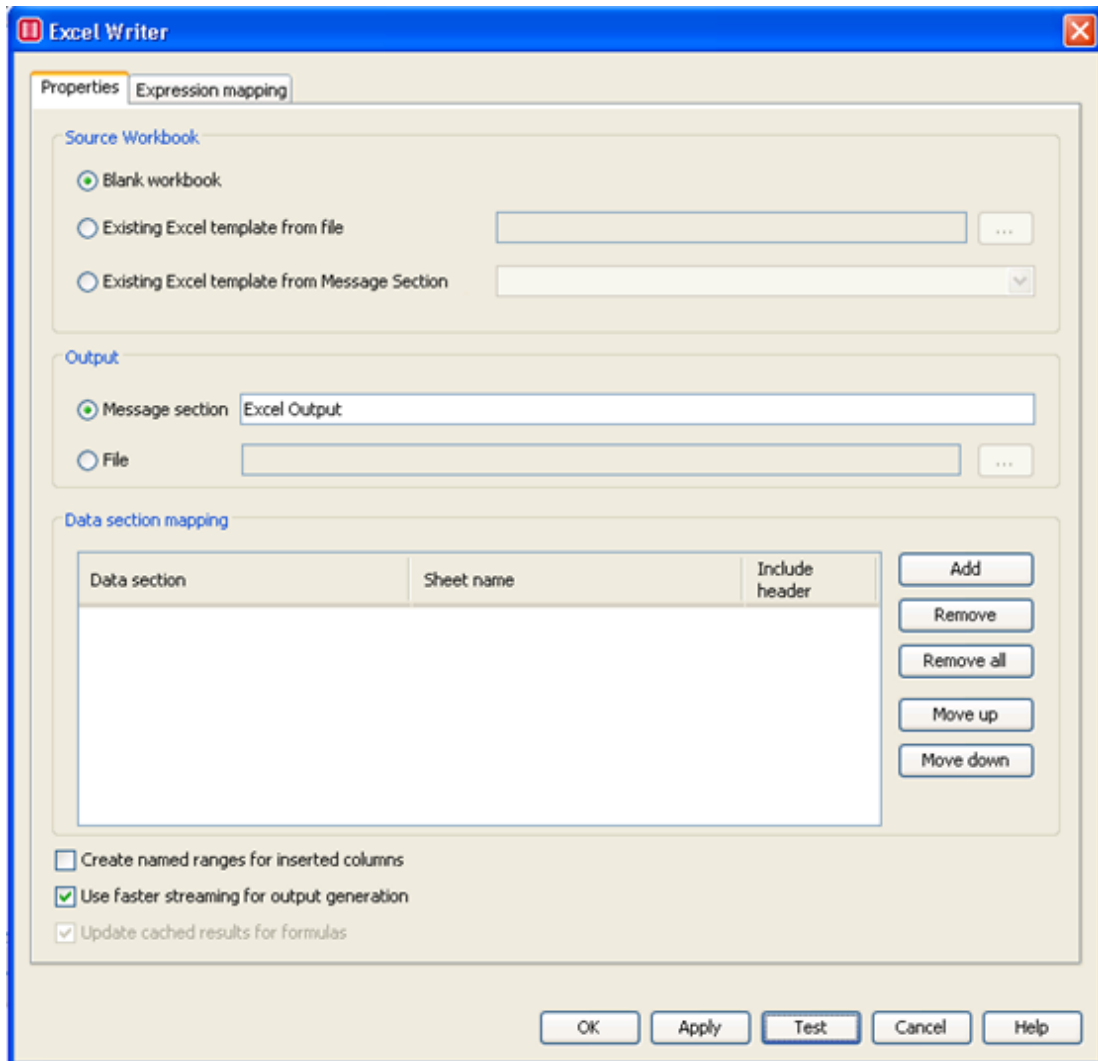 Excel Writer
Properties Expression mapping
Source Workbook
Blank workbook
Existing Excel template from file ...
Existing Excel template from Message Section
Output
Message section Excel Output
File ...
Data section mapping
Data section Sheet name Include header
Add
Remove
Remove all
Move up
Move down
Create named ranges for inserted columns
Use faster streaming for output generation
Update cached results for formulas
OK Apply Test Cancel Help